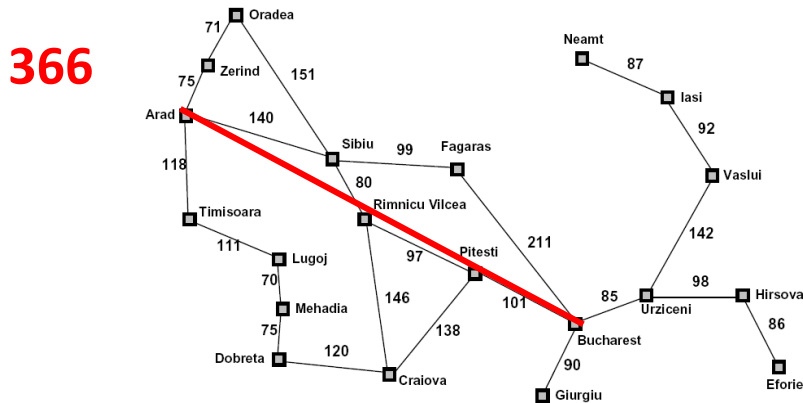 Oradea
71
Neamt
366
Zerind
87
75
151
Iasi
Arad
140
92
Sibiu
99
Fagaras
118
80
Vaslui
Timisoara
Rimnicu Vilcea
111
Lugoj
97
Pitesti
211
142
70
98
Hirsova
146
101
85
Urziceni
Mehadia
138
86
75
Bucharest
120
90
Dobreta
Craiova
Eforie
Giurgiu